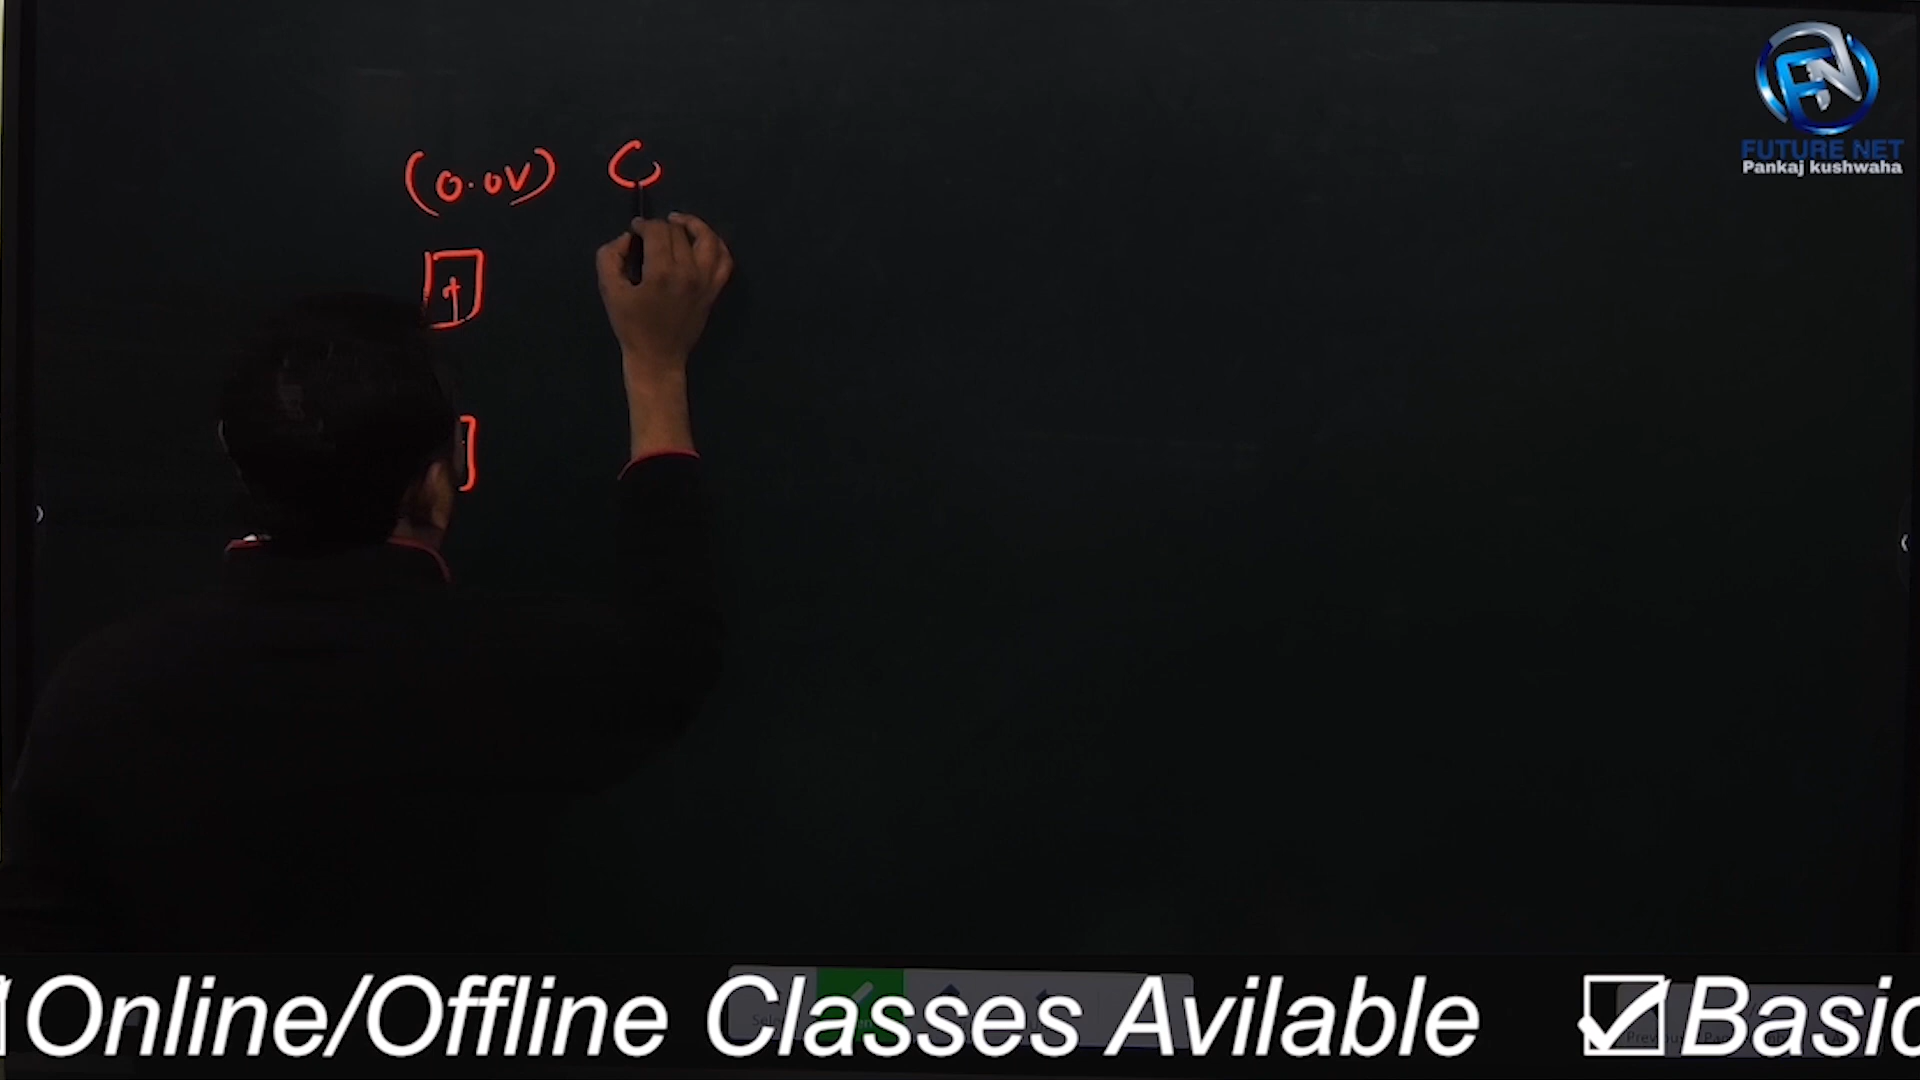 FUTURE NET
Pankaj kushwaha
(0.0V) C
+
Online/Offline Classes Avilable ☑Basic